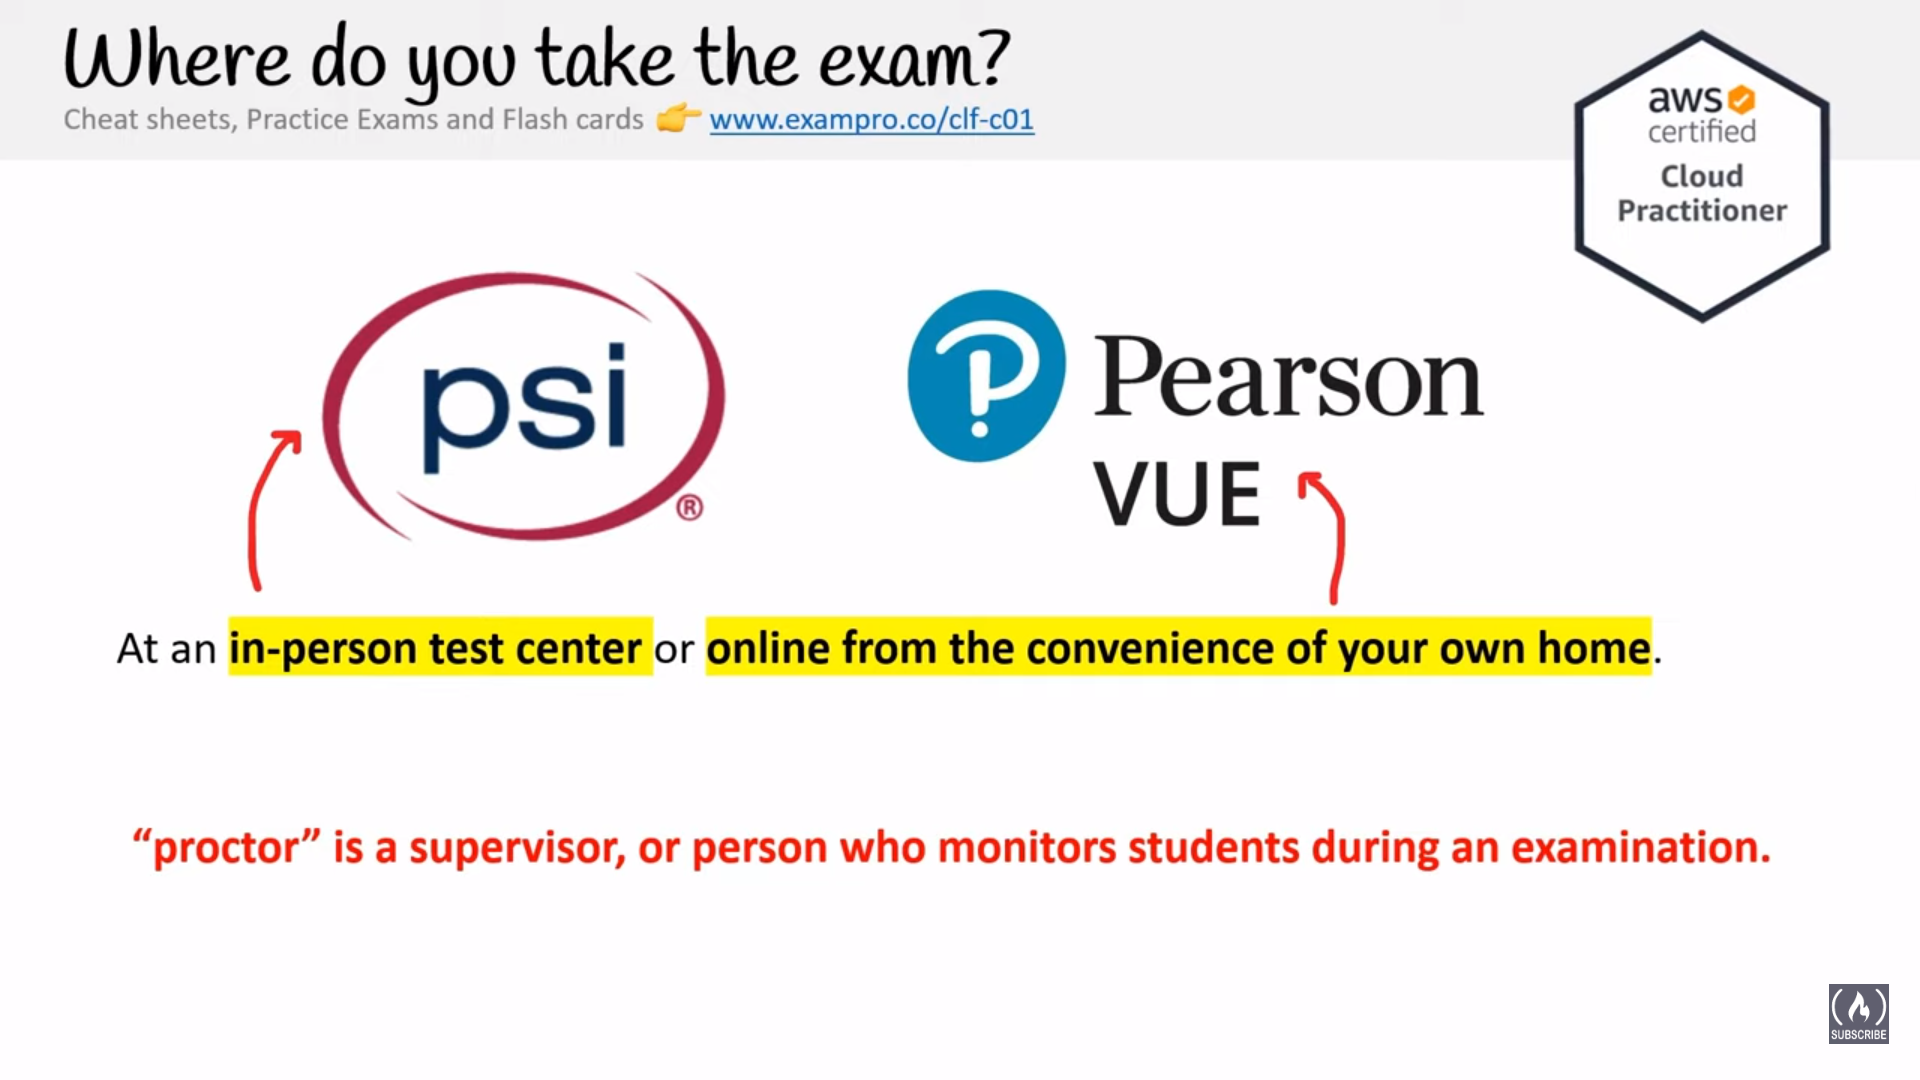 Where do you take the exam?
Cheat sheets, Practice Exams and Flash cards 👉 www.exampro.co/clf-c01
aws
certified
Cloud
Practitioner
psi
®
Pearson
VUE
At an in-person test center or online from the convenience of your own home.
“proctor” is a supervisor, or person who monitors students during an examination.
SUBSCRIBE